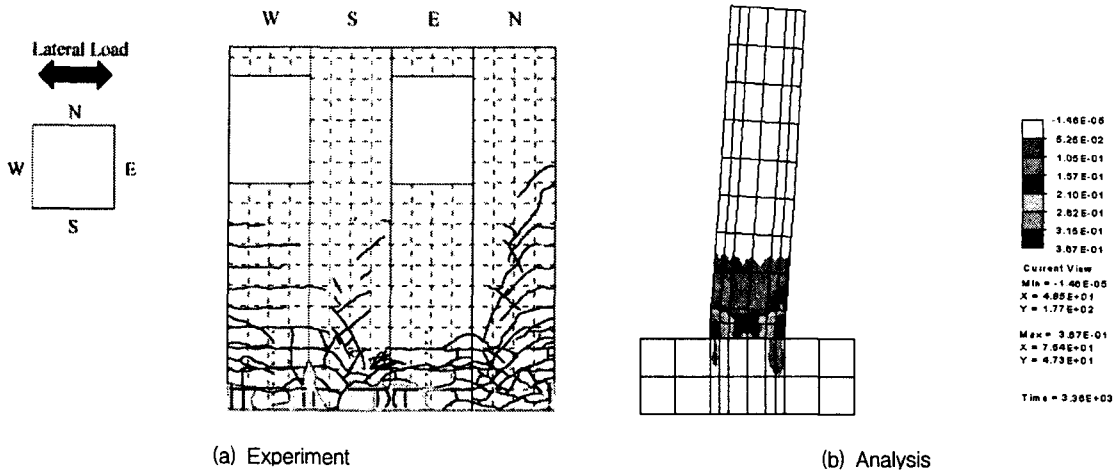 W S E N
Lateral Load
N
W E
S
(a) Experiment
-1.46E-05
5.26E-02
1.05E-01
1.57E-01
2.10E-01
2.62E-01
3.15E-01
3.67E-01
Current View
Min = -1.46E-05
X = 4.85E+01
Y = 1.77E+02
Max = 3.67E-01
X = 7.64E+01
Y = 4.73E+01
Time = 3.36E+03
(b) Analysis